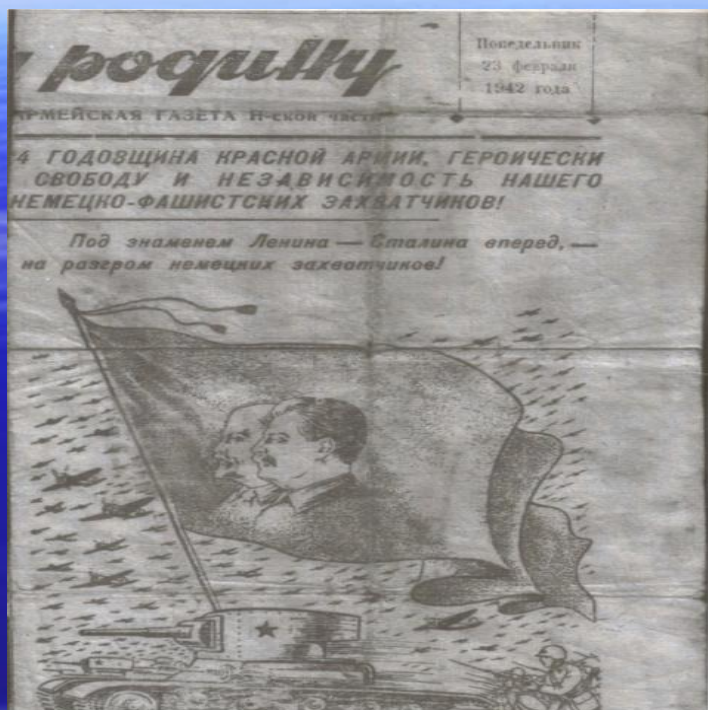 родину
Понедельник
23 февраля
1942 года
АРМЕЙСКАЯ ГАЗЕТА Н-ской части
4 ГОДОВЩИНА КРАСНОЙ АРМИИ, ГЕРОИЧЕСКИ
СВОБОДУ И НЕЗАВИСИМОСТЬ НАШЕГО
НЕМЕЦКО-ФАШИСТСКИХ ЗАХВАТЧИКОВ!
Под знаменем Ленина — Сталина вперед, —
на разгром немецких захватчиков!